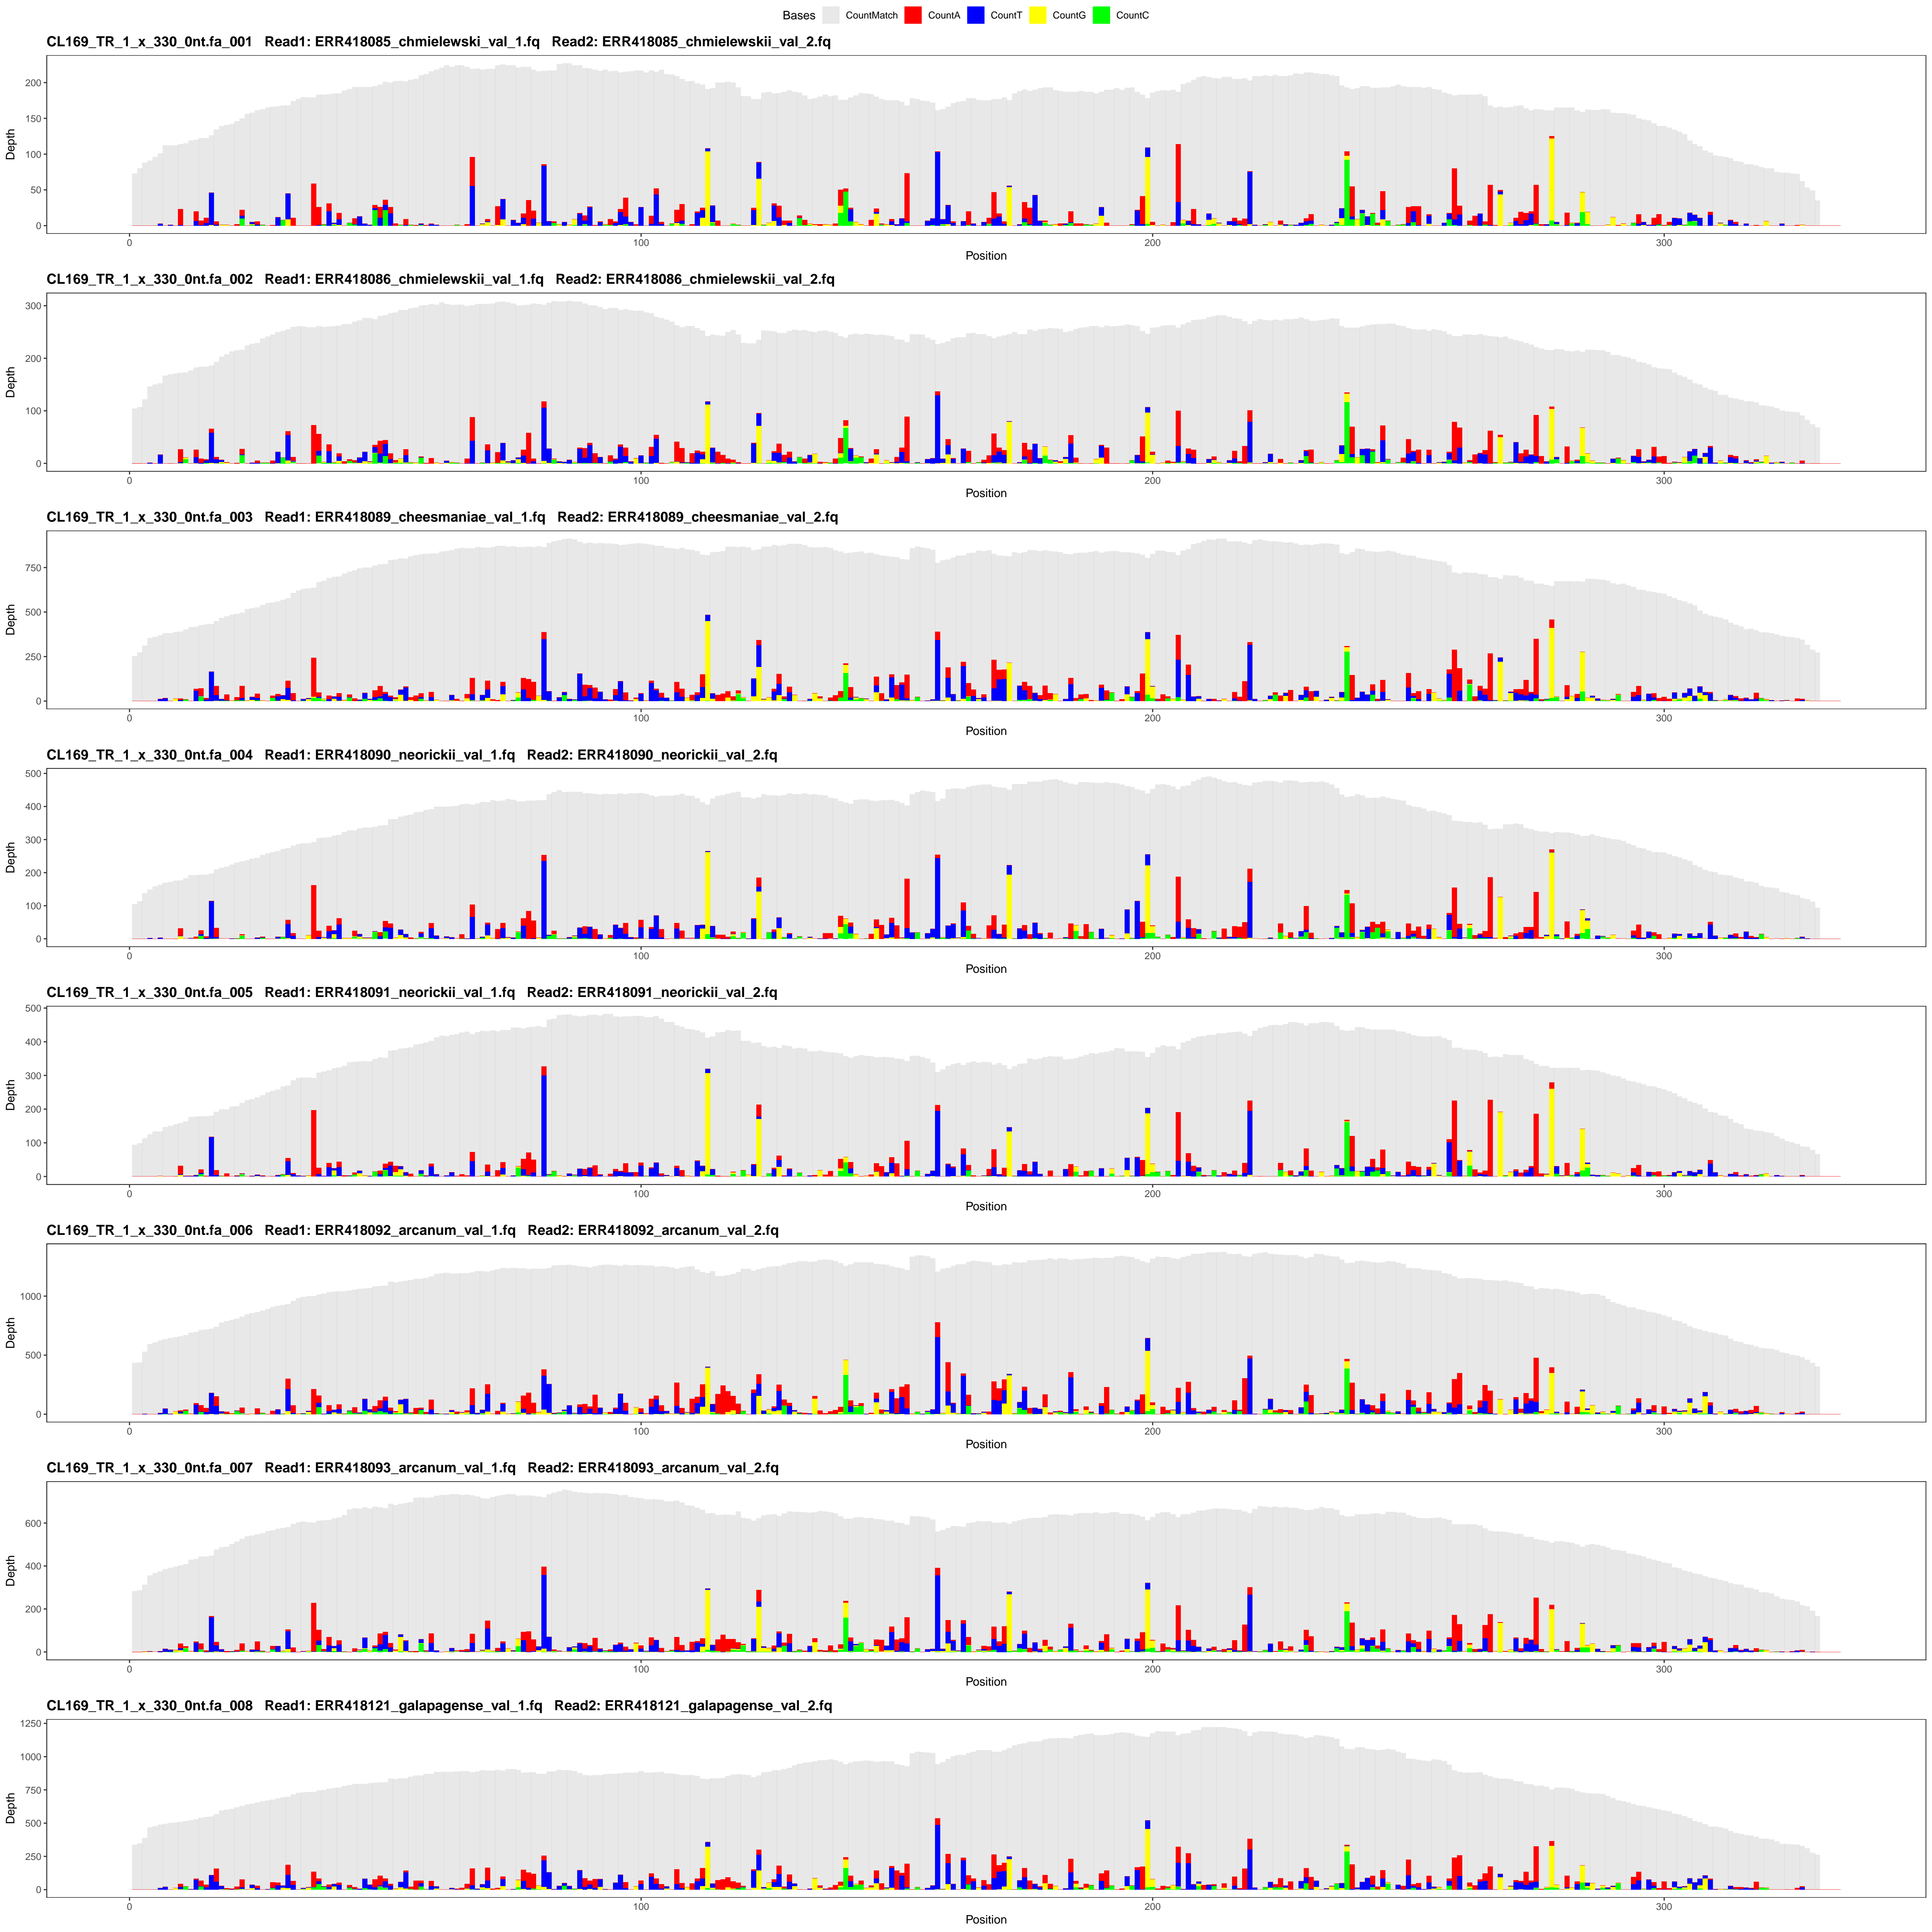 Bases CountMatch CountA CountT CountG CountC
CL169_TR_1_x_330_0nt.fa_001 Read1: ERR418085_chmielewski_val_1.fq Read2: ERR418085_chmielewskii_val_2.fq
200
150
100
50
0
Depth
0 100 200 300
Position
CL169_TR_1_x_330_0nt.fa_002 Read1: ERR418086_chmielewskii_val_1.fq Read2: ERR418086_chmielewskii_val_2.fq
300
200
100
0
Depth
0 100 200 300
Position
CL169_TR_1_x_330_0nt.fa_003 Read1: ERR418089_cheesmaniae_val_1.fq Read2: ERR418089_cheesmaniae_val_2.fq
750
500
250
0
Depth
0 100 200 300
Position
CL169_TR_1_x_330_0nt.fa_004 Read1: ERR418090_neorickii_val_1.fq Read2: ERR418090_neorickii_val_2.fq
500
400
300
200
100
0
Depth
0 100 200 300
Position
CL169_TR_1_x_330_0nt.fa_005 Read1: ERR418091_neorickii_val_1.fq Read2: ERR418091_neorickii_val_2.fq
500
400
300
200
100
0
Depth
0 100 200 300
Position
CL169_TR_1_x_330_0nt.fa_006 Read1: ERR418092_arcanum_val_1.fq Read2: ERR418092_arcanum_val_2.fq
1000
500
0
Depth
0 100 200 300
Position
CL169_TR_1_x_330_0nt.fa_007 Read1: ERR418093_arcanum_val_1.fq Read2: ERR418093_arcanum_val_2.fq
600
400
200
0
Depth
0 100 200 300
Position
CL169_TR_1_x_330_0nt.fa_008 Read1: ERR418121_galapagense_val_1.fq Read2: ERR418121_galapagense_val_2.fq
1250
1000
750
500
250
0
Depth
0 100 200 300
Position